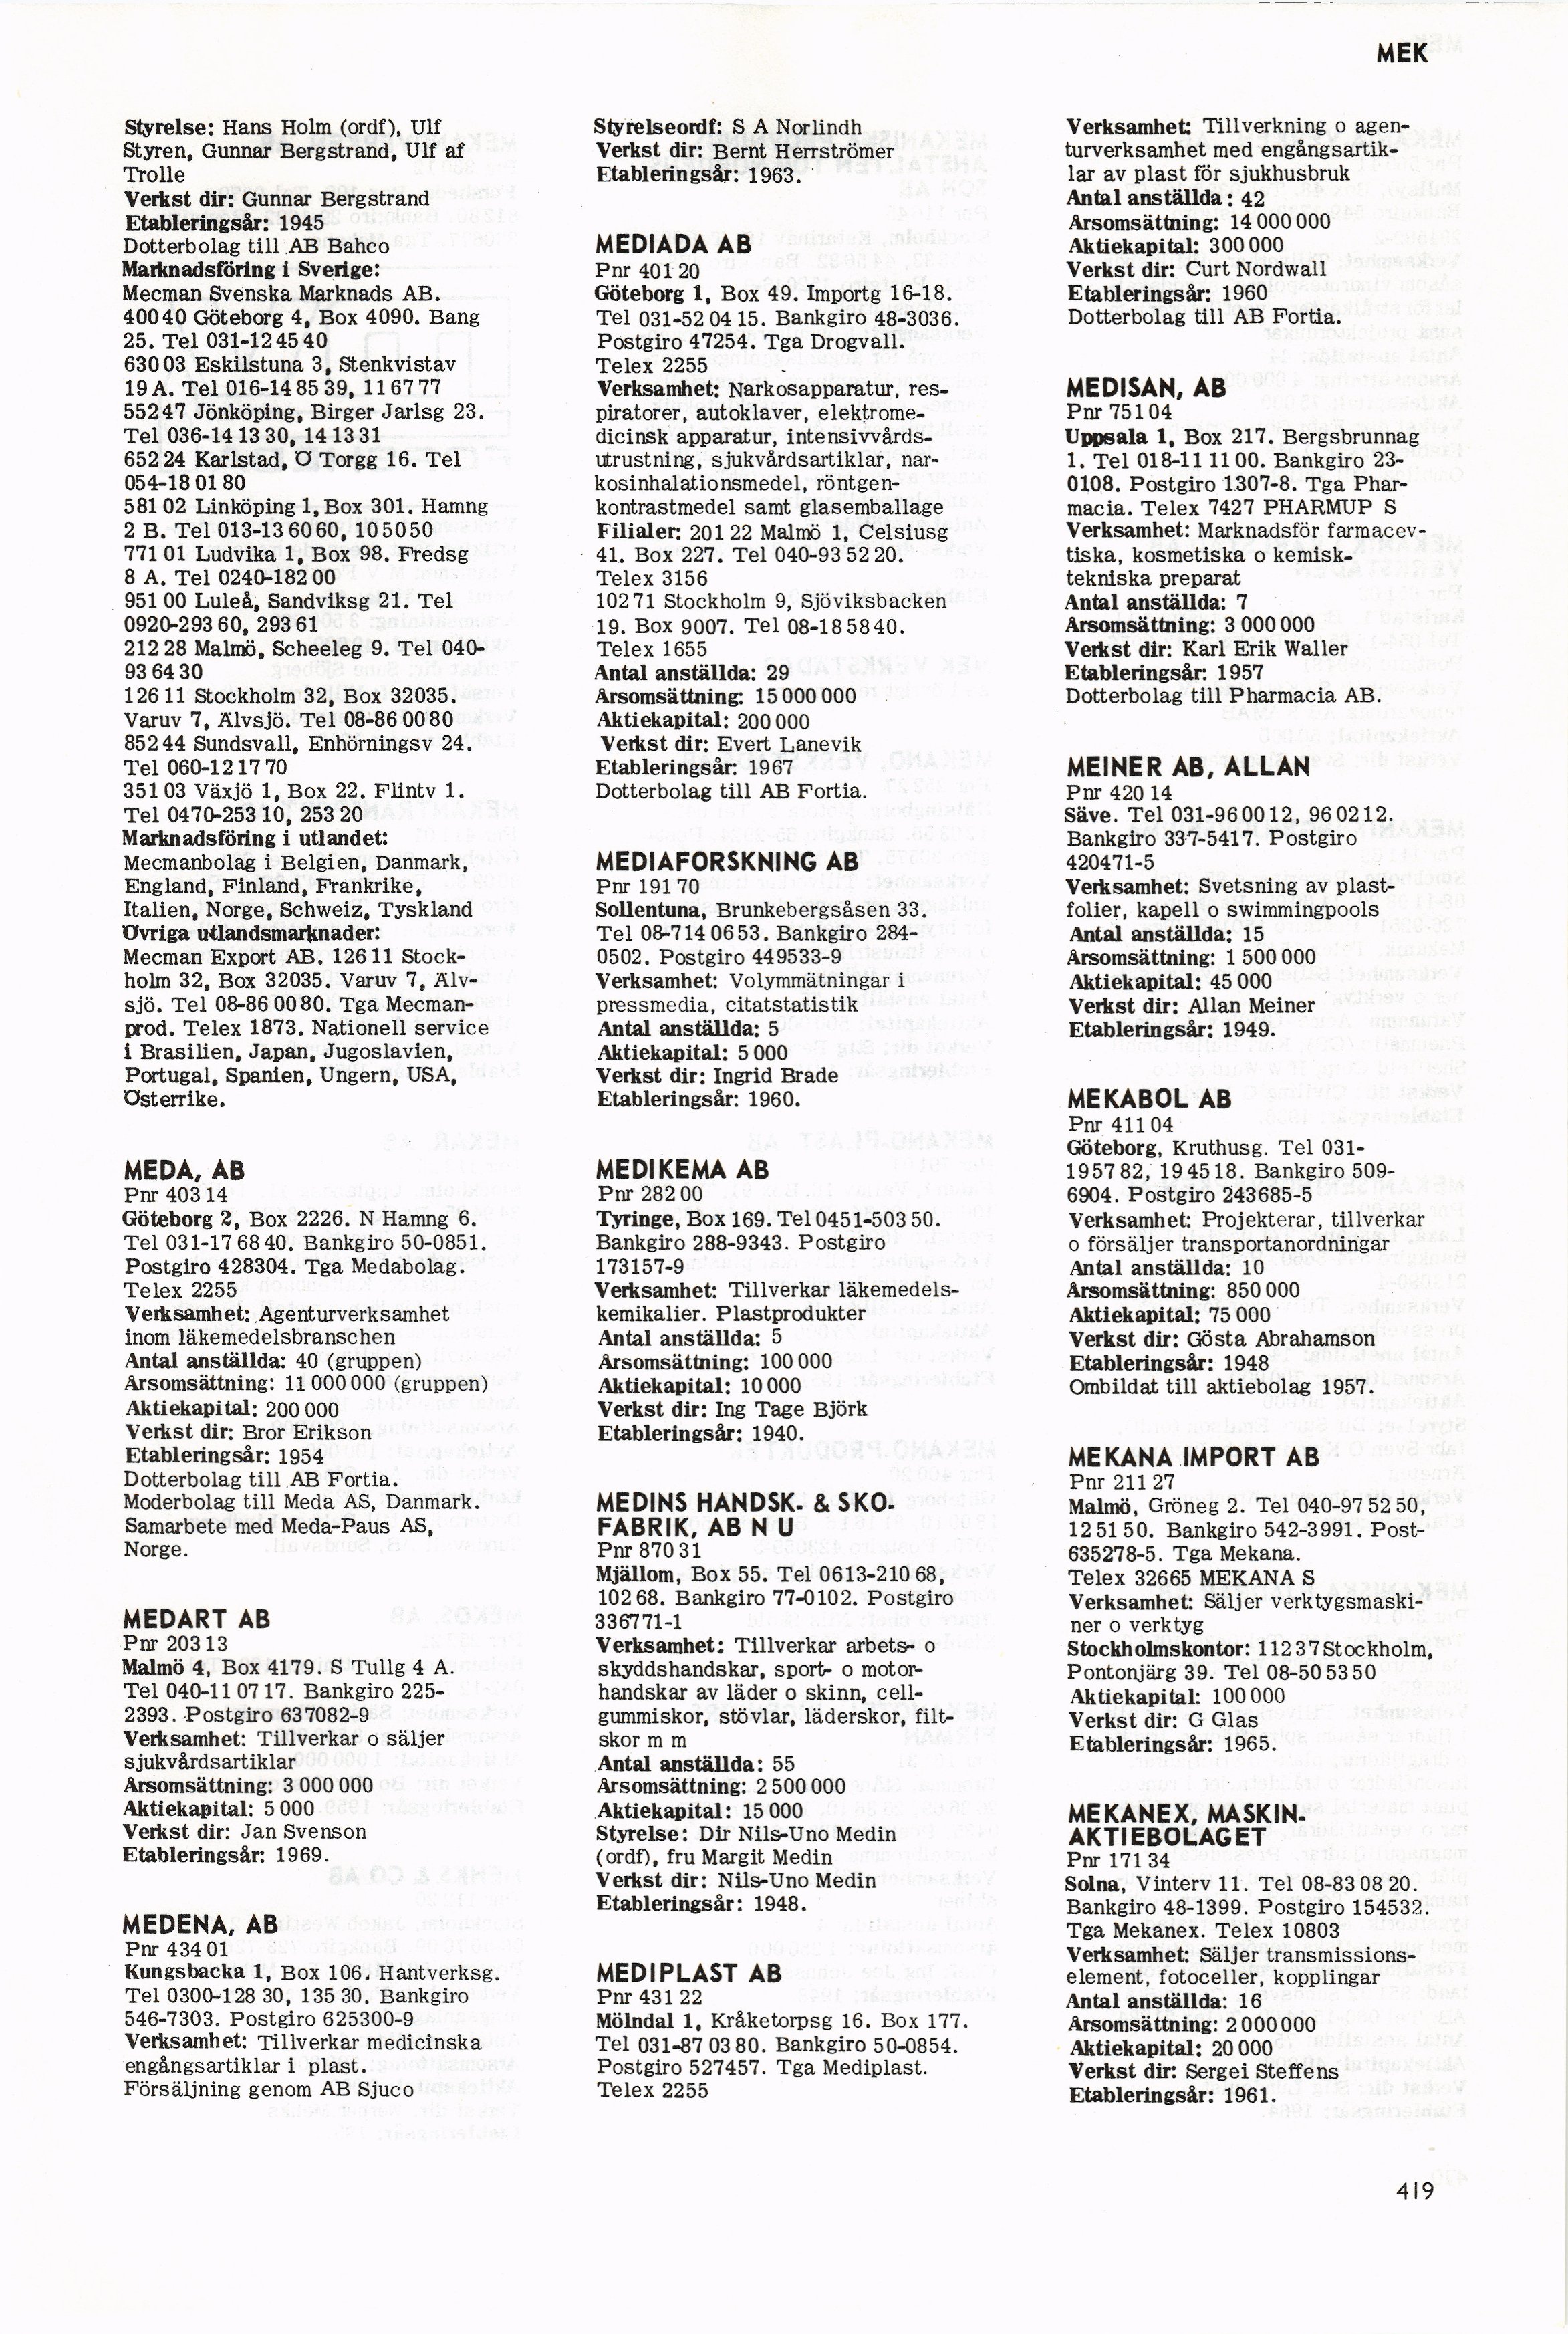 MEK
Styrelse: Hans Holm (ordf), Ulf
Styren, Gunnar Bergstrand, Ulf af
Trolle
Verkst dir: Gunnar Bergstrand
Etableringsår: 1945
Dotterbolag till AB Bahco
Marknadsföring i Sverige:
Mecman Svenska Marknads AB.
400 40 Göteborg 4, Box 4090. Bang
25. Tel 031-12 45 40
630 03 Eskilstuna 3, Stenkvistav
19 A. Tel 016-14 85 39, 11 67 77
552 47 Jönköping, Birger Jarlsg 23.
Tel 036-14 13 30, 14 13 31
652 24 Karlstad, Ö Torgg 16. Tel
054-18 01 80
581 02 Linköping 1, Box 301. Hamng
2 B. Tel 013-13 60 60, 10 50 50
771 01 Ludvika 1, Box 98. Fredsg
8 A. Tel 0240-182 00
951 00 Luleå, Sandviksg 21. Tel
0920-293 60, 293 61
212 28 Malmö, Scheeleg 9. Tel 040-
93 64 30
126 11 Stockholm 32, Box 32035.
Varuv 7, Älvsjö. Tel 08-86 00 80
852 44 Sundsvall, Enhörningsv 24.
Tel 060-12 17 70
351 03 Växjö 1, Box 22. Flintv 1.
Tel 0470-253 10, 253 20
Marknadsföring i utlandet:
Mecmanbolag i Belgien, Danmark,
England, Finland, Frankrike,
Italien, Norge, Schweiz, Tyskland
Övriga utlandsmarknader:
Mecman Export AB. 126 11 Stock-
holm 32, Box 32035. Varuv 7, Älv-
sjö. Tel 08-86 00 80. Tga Mecman-
prod. Telex 1873. Nationell service
i Brasilien, Japan, Jugoslavien,
Portugal, Spanien, Ungern, USA,
Österrike.
MEDA, AB
Pnr 403 14
Göteborg 2, Box 2226. N Hamng 6.
Tel 031-17 68 40. Bankgiro 50-0851.
Postgiro 428304. Tga Medabolag.
Telex 2255
Verksamhet: Agenturverksamhet
inom läkemedelsbranschen
Antal anställda: 40 (gruppen)
Årsomsättning: 11 000 000 (gruppen)
Aktiekapital: 200 000
Verkst dir: Bror Erikson
Etableringsår: 1954
Dotterbolag till AB Fortia.
Moderbolag till Meda AS, Danmark.
Samarbete med Meda-Paus AS,
Norge.
MEDART AB
Pnr 203 13
Malmö 4, Box 4179. S Tullg 4 A.
Tel 040-11 07 17. Bankgiro 225-
2393. Postgiro 637082-9
Verksamhet: Tillverkar o säljer
sjukvårdsartiklar
Årsomsättning: 3 000 000
Aktiekapital: 5 000
Verkst dir: Jan Svenson
Etableringsår: 1969.
MEDENA, AB
Pnr 434 01
Kungsbacka 1, Box 106. Hantverksg.
Tel 0300-128 30, 135 30. Bankgiro
546-7303. Postgiro 625300-9
Verksamhet: Tillverkar medicinska
engångsartiklar i plast.
Försäljning genom AB Sjuco
Styrelseordf: S A Norlindh
Verkst dir: Bernt Herrströmer
Etableringsår: 1963.
MEDIADA AB
Pnr 401 20
Göteborg 1, Box 49. Importg 16-18.
Tel 031-52 04 15. Bankgiro 48-3036.
Postgiro 47254. Tga Drogvall.
Telex 2255
Verksamhet: Narkosapparatur, res-
piratorer, autoklaver, elektrome-
dicinsk apparatur, intensivvårds-
utrustning, sjukvårdsartiklar, nar-
kosinhalationsmedel, röntgen-
kontrastmedel samt glasemballage
Filialer: 201 22 Malmö 1, Celsiusg
41. Box 227. Tel 040-93 52 20.
Telex 3156
102 71 Stockholm 9, Sjöviksbacken
19. Box 9007. Tel 08-18 58 40.
Telex 1655
Antal anställda: 29
Årsomsättning: 15 000 000
Aktiekapital: 200 000
Verkst dir: Evert Lanevik
Etableringsår: 1967
Dotterbolag till AB Fortia.
MEDIAFORSKNING AB
Pnr 191 70
Sollentuna, Brunkebergsåsen 33.
Tel 08-714 06 53. Bankgiro 284-
0502. Postgiro 449533-9
Verksamhet: Volymmätningar i
pressmedia, citatstatistik
Antal anställda: 5
Aktiekapital: 5 000
Verkst dir: Ingrid Brade
Etableringsår: 1960.
MEDIKEMA AB
Pnr 282 00
Tyringe, Box 169. Tel 0451-503 50.
Bankgiro 288-9343. Postgiro
173157-9
Verksamhet: Tillverkar läkemedels-
kemikalier. Plastprodukter
Antal anställda: 5
Årsomsättning: 100 000
Aktiekapital: 10 000
Verkst dir: Ing Tage Björk
Etableringsår: 1940.
MEDINS HANDSK- & SKO-
FABRIK, AB N U
Pnr 870 31
Mjällom, Box 55. Tel 0613-210 68,
102 68. Bankgiro 77-0102. Postgiro
336771-1
Verksamhet: Tillverkar arbets- o
skyddshandskar, sport- o motor-
handskar av läder o skinn, cell-
gummiskor, stövlar, läderskor, filt-
skor m m
Antal anställda: 55
Årsomsättning: 2 500 000
Aktiekapital: 15 000
Styrelse: Dir Nils-Uno Medin
(ordf), fru Margit Medin
Verkst dir: Nils-Uno Medin
Etableringsår: 1948.
MEDIPLAST AB
Pnr 431 22
Mölndal 1, Kråketorpsg 16. Box 177.
Tel 031-87 03 80. Bankgiro 50-0854.
Postgiro 527457. Tga Mediplast.
Telex 2255
Verksamhet: Tillverkning o agen-
turverksamhet med engångsartik-
lar av plast för sjukhusbruk
Antal anställda: 42
Årsomsättning: 14 000 000
Aktiekapital: 300 000
Verkst dir: Curt Nordwall
Etableringsår: 1960
Dotterbolag till AB Fortia.
MEDISAN, AB
Pnr 751 04
Uppsala 1, Box 217. Bergsbrunnag
1. Tel 018-11 11 00. Bankgiro 23-
0108. Postgiro 1307-8. Tga Phar-
macia. Telex 7427 PHARMUP S
Verksamhet: Marknadsför farmacev-
tiska, kosmetiska o kemisk-
tekniska preparat
Antal anställda: 7
Årsomsättning: 3 000 000
Verkst dir: Karl Erik Waller
Etableringsår: 1957
Dotterbolag till Pharmacia AB.
MEINER AB, ALLAN
Pnr 420 14
Säve. Tel 031-96 00 12, 96 02 12.
Bankgiro 337-5417. Postgiro
420471-5
Verksamhet: Svetsning av plast-
folier, kapell o swimmingpools
Antal anställda: 15
Årsomsättning: 1 500 000
Aktiekapital: 45 000
Verkst dir: Allan Meiner
Etableringsår: 1949.
MEKABOL AB
Pnr 411 04
Göteborg, Kruthusg. Tel 031-
19 57 82, 19 45 18. Bankgiro 509-
6904. Postgiro 243685-5
Verksamhet: Projekterar, tillverkar
o försäljer transportanordningar
Antal anställda: 10
Årsomsättning: 850 000
Aktiekapital: 75 000
Verkst dir: Gösta Abrahamson
Etableringsår: 1948
Ombildat till aktiebolag 1957.
MEKANA IMPORT AB
Pnr 211 27
Malmö, Gröneg 2. Tel 040-97 52 50,
12 51 50. Bankgiro 542-3991. Post-
635278-5. Tga Mekana.
Telex 32665 MEKANA S
Verksamhet: Säljer verktygsmaski-
ner o verktyg
Stockholmskontor: 112 37 Stockholm,
Pontonjärg 39. Tel 08-50 53 50
Aktiekapital: 100 000
Verkst dir: G Glas
Etableringsår: 1965.
MEKANEX, MASKIN-
AKTIEBOLAGET
Pnr 171 34
Solna, Vinterv 11. Tel 08-83 08 20.
Bankgiro 48-1399. Postgiro 154532.
Tga Mekanex. Telex 10803
Verksamhet: Säljer transmissions-
element, fotoceller, kopplingar
Antal anställda: 16
Årsomsättning: 2 000 000
Aktiekapital: 20 000
Verkst dir: Sergei Steffens
Etableringsår: 1961.
419